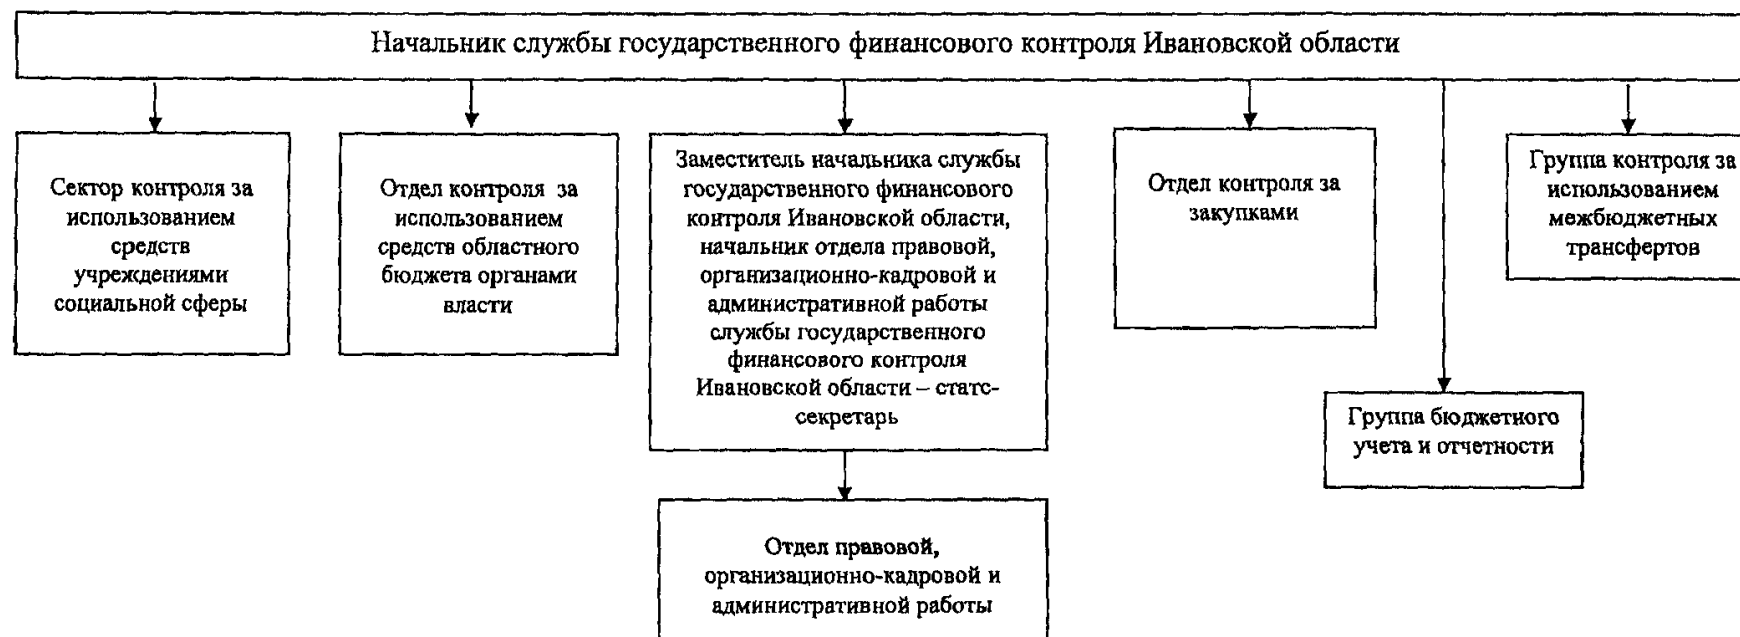 Начальник службы государственного финансового контроля Ивановской области
Сектор контроля за
использованием
средств
учреждениями
социальной сферы
Отдел контроля за
использованием
средств областного
бюджета органами
власти
Заместитель начальника службы
государственного финансового
контроля Ивановской области,
начальник отдела правовой,
организационно-кадровой и
административной работы
службы государственного
финансового контроля
Ивановской области – статс-
секретарь
Отдел контроля за
закупками
Группа контроля за
использованием
межбюджетных
трансфертов
Группа бюджетного
учета и отчетности
Отдел правовой,
организационно-кадровой и
административной работы